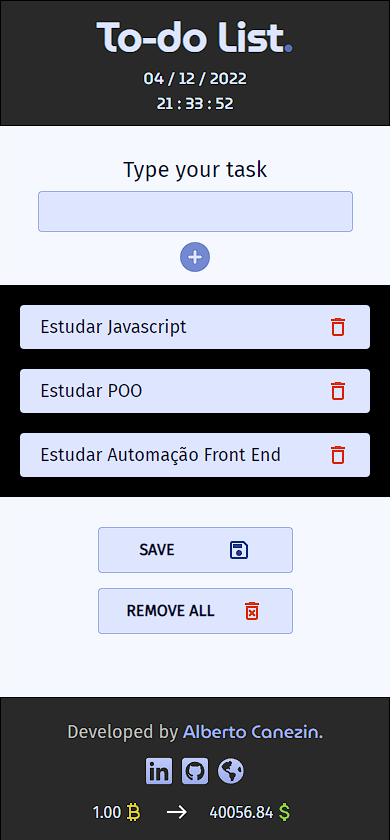 To-do List.
04 / 12 / 2022
21 : 33 : 52
Type your task
Estudar Javascript
Estudar POO
Estudar Automação Front End
SAVE
REMOVE ALL
Developed by Alberto Canezin.
in
1.00 ₿ → 40056.84 $